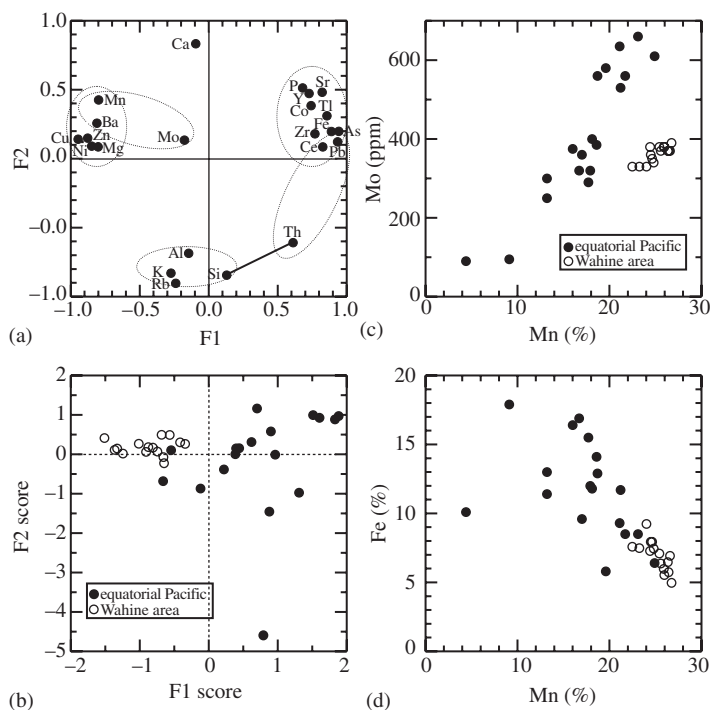 1.0
0.5
0.0
−0.0
−1.0
F2
−1.0 −0.5 0.0 0.5 1.0
F1
(a)
Ca
Mn
Ba
Cu
Zn
Ni
Mg
Mo
P
Sr
Y
Tl
Co
Fe
As
Zr
Ce
Pb
Th
Al
K
Si
Rb
600
400
200
0
Mo (ppm)
equatorial Pacific
Wahine area
0 10 20 30
Mn (%)
(c)
2
1
0
−1
−2
−3
−4
−5
F2 score
equatorial Pacific
Wahine area
−2 −1 0 1 2
F1 score
(b)
20
15
10
5
0
Fe (%)
0 10 20 30
Mn (%)
(d)